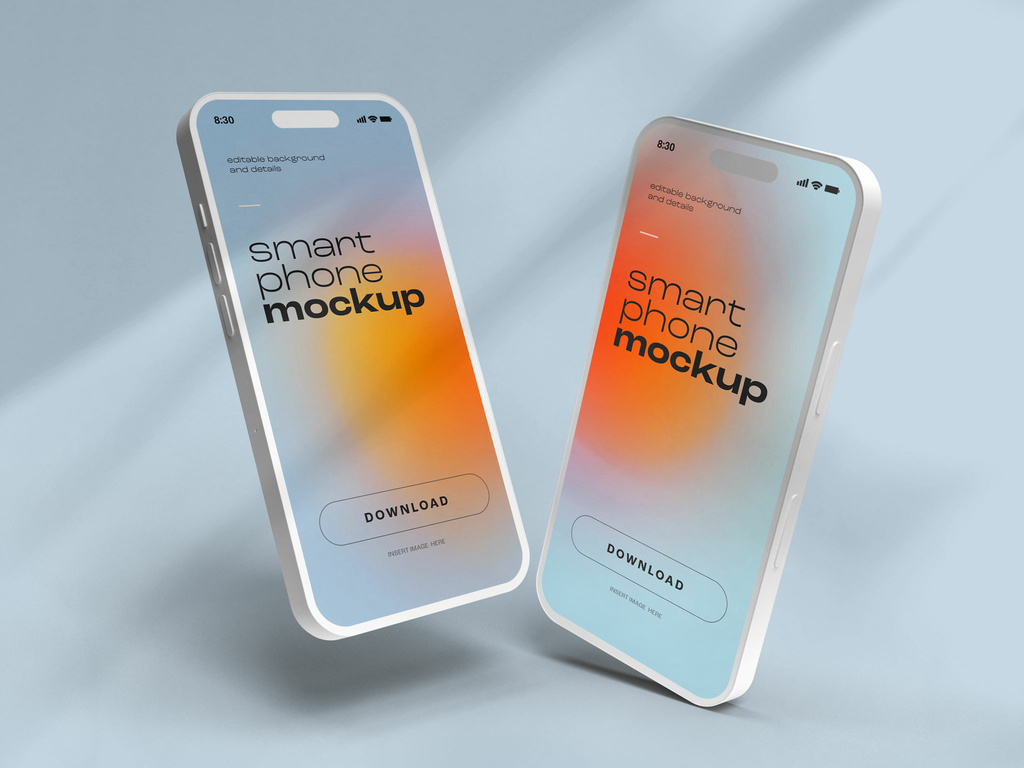 8:30
editable background
and details
smart
phone
mockup
DOWNLOAD
INSERT IMAGE HERE
8:30
editable background
and details
smart
phone
mockup
DOWNLOAD
INSERT IMAGE HERE